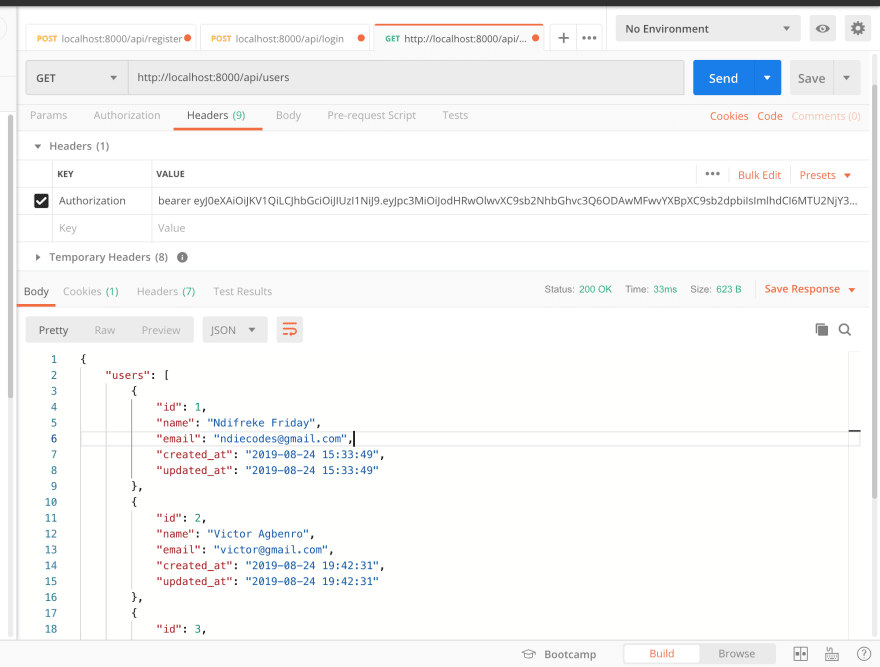 POST localhost:8000/api/register POST localhost:8000/api/login GET http://localhost:8000/api/... + ••• No Environment
GET http://localhost:8000/api/users Send Save
Params Authorization Headers (9) Body Pre-request Script Tests Cookies Code Comments (0)
Headers (1)
KEY VALUE ••• Bulk Edit Presets
Authorization bearer eyJ0eXAiOiJKV1QiLCJhbGciOiJIUzI1NiJ9.eyJpc3MiOiJodHRwOlwvXC9sb2NhbGhvc3Q6ODAwMFwvYXBpXC9sb2dpbiIsImlhdCI6MTU2NjY3...
Key Value
Temporary Headers (8)
Body Cookies (1) Headers (7) Test Results Status: 200 OK Time: 33ms Size: 623 B Save Response
Pretty Raw Preview JSON
1 {
2 "users": [
3 {
4 "id": 1,
5 "name": "Ndifreke Friday",
6 "email": "ndiecodes@gmail.com",
7 "created_at": "2019-08-24 15:33:49",
8 "updated_at": "2019-08-24 15:33:49"
9 },
10 {
11 "id": 2,
12 "name": "Victor Agbenro",
13 "email": "victor@gmail.com",
14 "created_at": "2019-08-24 19:42:31",
15 "updated_at": "2019-08-24 19:42:31"
16 },
17 {
18 "id": 3,
Bootcamp Build Browse